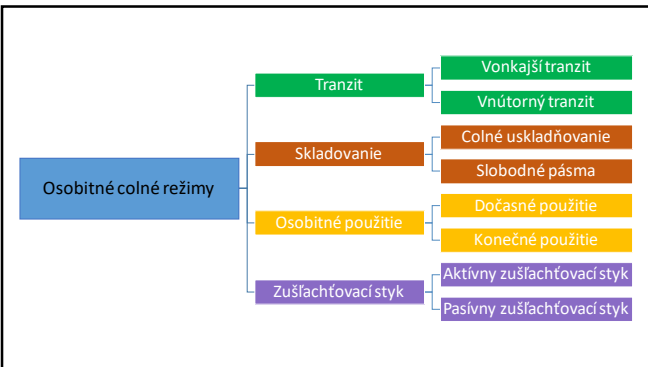 Osobitné colné režimy
Tranzit
Vonkajší tranzit
Vnútorný tranzit
Skladovanie
Colné uskladňovanie
Slobodné pásma
Osobitné použitie
Dočasné použitie
Konečné použitie
Zušľachťovací styk
Aktívny zušľachťovací styk
Pasívny zušľachťovací styk